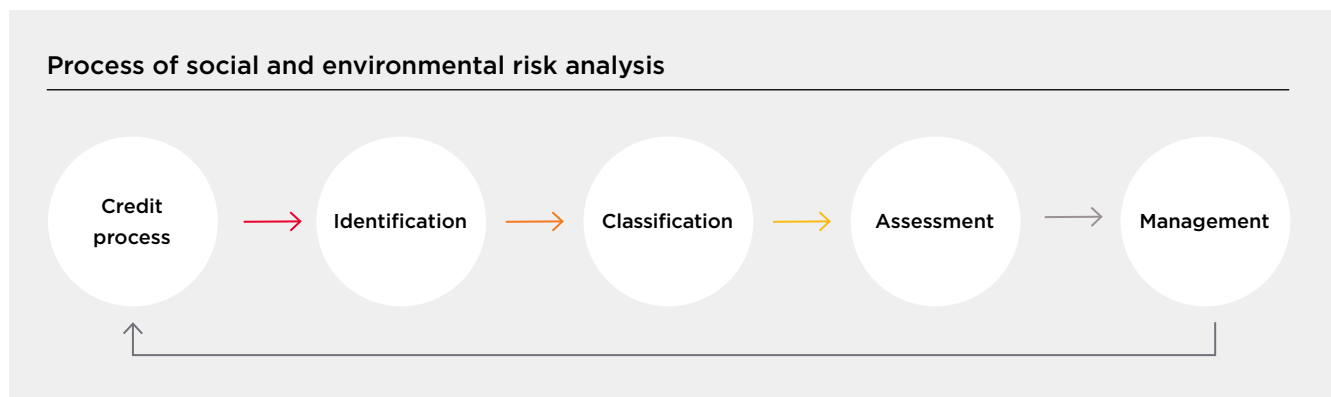 Process of social and environmental risk analysis
Credit
process
Identification
Classification
Assessment
Management